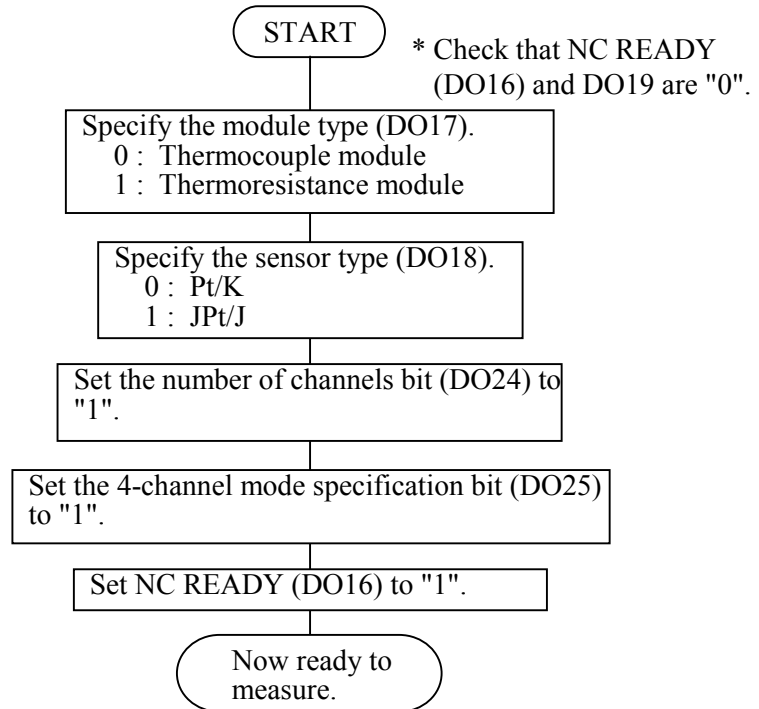 START
* Check that NC READY
(DO16) and DO19 are "0".
Specify the module type (DO17).
0 : Thermocouple module
1 : Thermoresistance module
Specify the sensor type (DO18).
0 : Pt/K
1 : JPt/J
Set the number of channels bit (DO24) to
"1".
Set the 4-channel mode specification bit (DO25)
to "1".
Set NC READY (DO16) to "1".
Now ready to
measure.